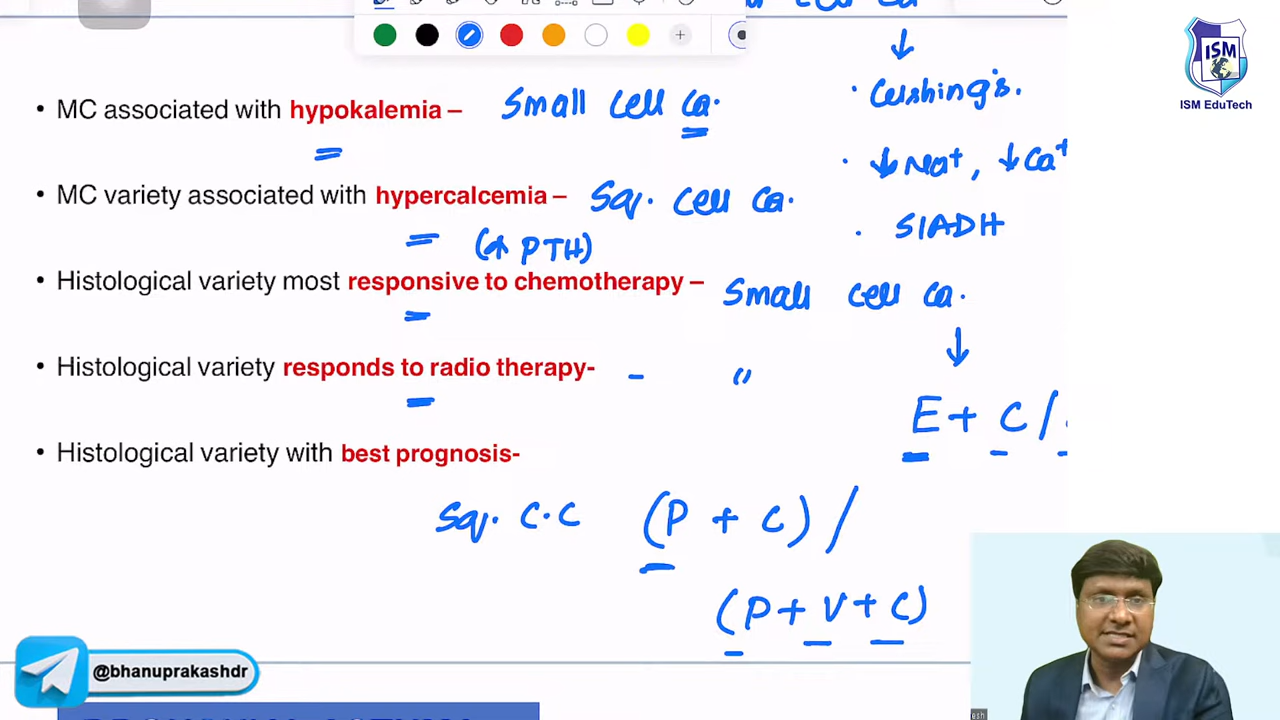 ISM
ISM EduTech
• MC associated with hypokalemia – Small cell ca.
Cushing's.
↓ Na+, ↓ Ca+
• MC variety associated with hypercalcemia – Sq. cell ca.
PTH)
SIADH
• Histological variety most responsive to chemotherapy – Small cell ca.
• Histological variety responds to radio therapy- - "
E + C /
• Histological variety with best prognosis-
Sq. C.C (P + C) /
(P + V + C)
@bhanuprakashdr